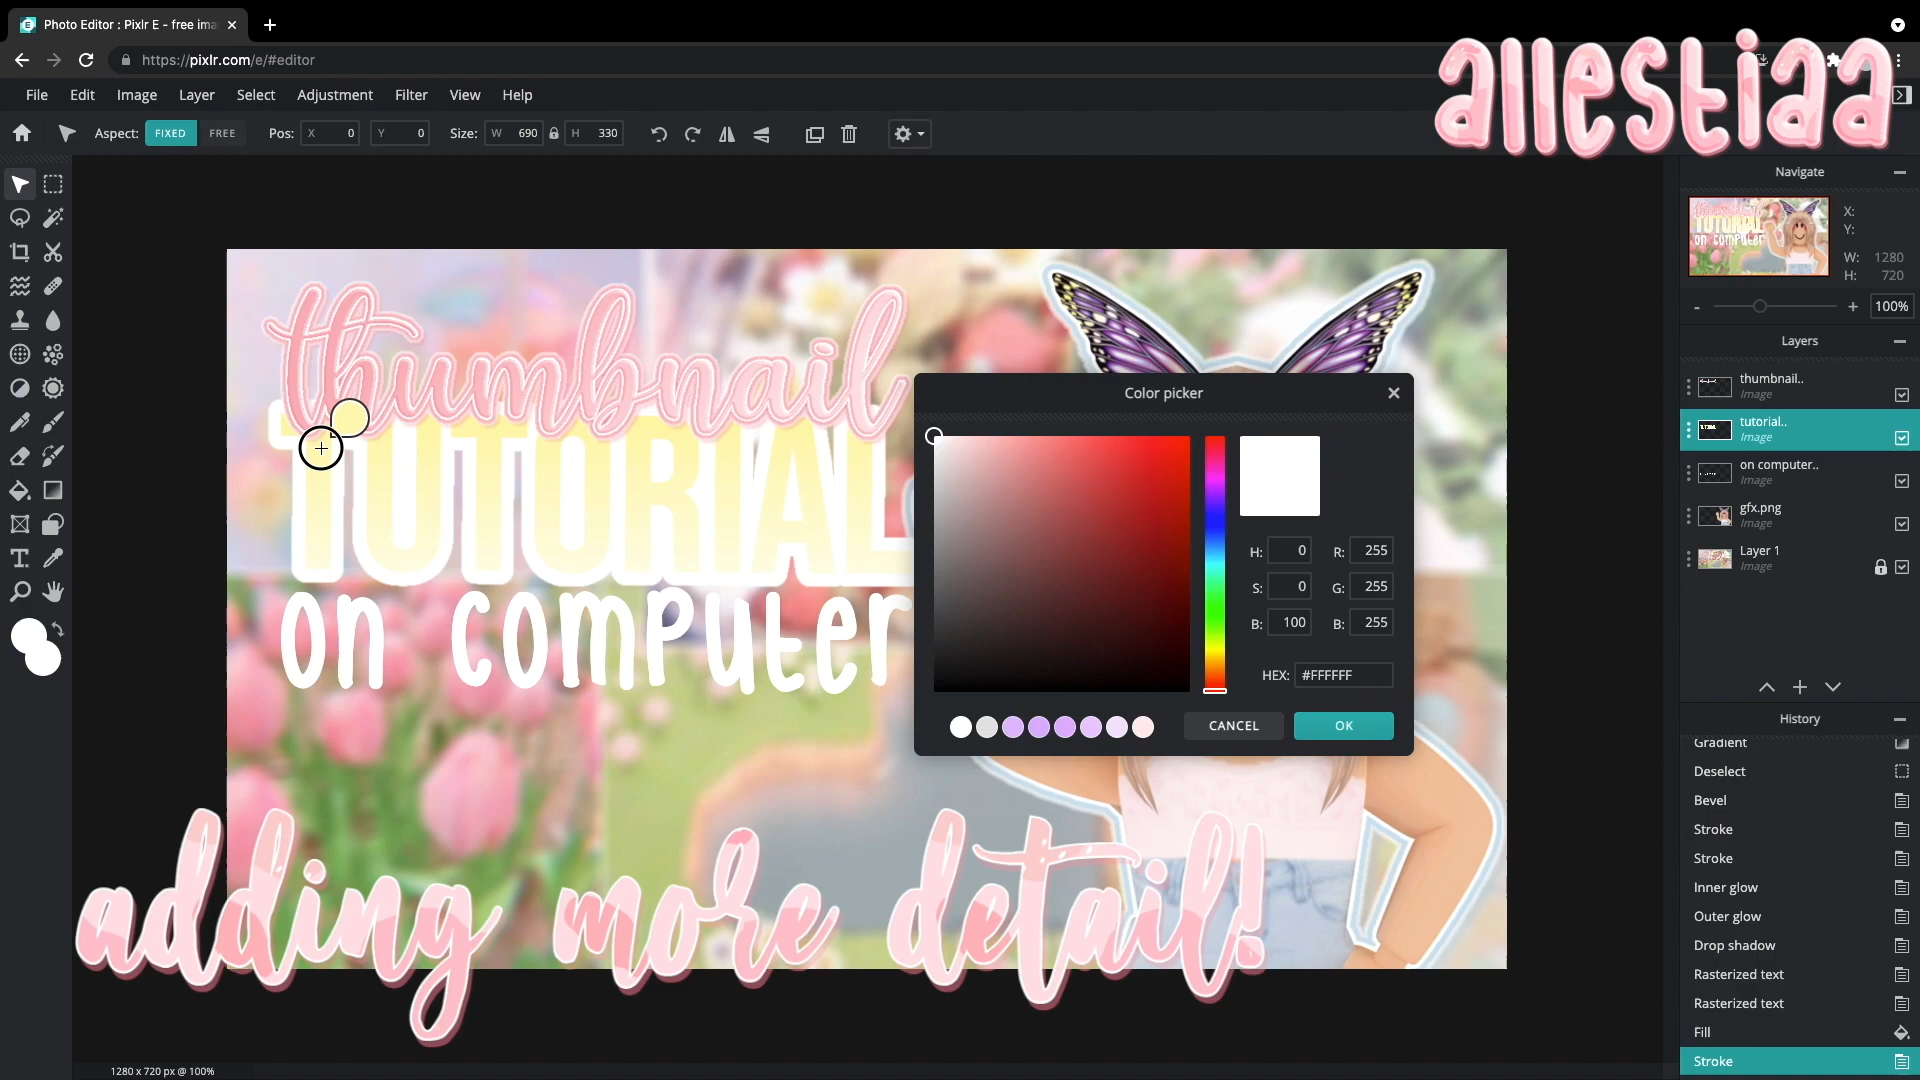 Photo Editor : Pixlr E - free ima
https://pixlr.com/e/#editor
allestiaa
File Edit Image Layer Select Adjustment Filter View Help
Aspect: FIXED FREE Pos: X 0 Y 0 Size: W 690 H 330
Navigate
X:
Y:
W: 1280
H: 720
- + 100%
Layers
thumbnail..
Image
tutorial..
Image
on computer..
Image
gfx.png
Image
Layer 1
Image
thumbnail
TUTORIAL
on computer
Color picker
H: 0 R: 255
S: 0 G: 255
B: 100 B: 255
HEX: #FFFFFF
CANCEL OK
History
Gradient
Deselect
Bevel
Stroke
Stroke
Inner glow
Outer glow
Drop shadow
Rasterized text
Rasterized text
Fill
Stroke
adding more detail!
1280 x 720 px @ 100%